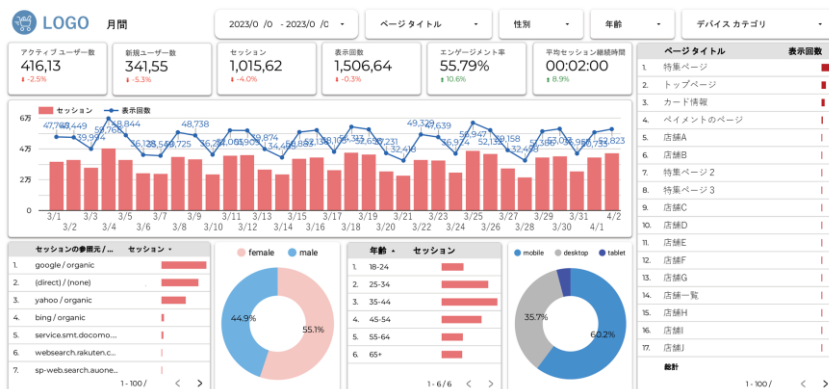 LOGO 月間
2023/0 /0 - 2023/0 /0
ページ タイトル
性別
年齢
デバイス カテゴリ
アクティブ ユーザー数
416,13
-2.5%
新規ユーザー数
341,55
-5.3%
セッション
1,015,62
-4.0%
表示回数
1,506,64
-0.3%
エンゲージメント率
55.79%
10.6%
平均セッション継続時間
00:02:00
8.9%
セッション 表示回数
6万
4万
2万
0
58,844
48,738
49,329
47,639
56,947
32,418
36,974
52,823
3/1 3/3 3/5 3/7 3/9 3/11 3/13 3/15 3/17 3/19 3/21 3/23 3/25 3/27 3/29 3/31 4/2
3/2 3/4 3/6 3/8 3/10 3/12 3/14 3/16 3/18 3/20 3/22 3/24 3/26 3/28 3/30 4/1
ページ タイトル 表示回数
1. 特集ページ
2. トップページ
3. カード情報
4. ペイメントのページ
5. 店舗A
6. 店舗B
7. 特集ページ２
8. 特集ページ３
9. 店舗C
10. 店舗D
11. 店舗E
12. 店舗F
13. 店舗G
14. 店舗一覧
15. 店舗H
16. 店舗I
17. 店舗J
総計
1 - 100 /
セッションの参照元 /... セッション
1. google / organic
2. (direct) / (none)
3. yahoo / organic
4. bing / organic
5. service.smt.docomo....
6. websearch.rakuten.c...
7. sp-web.search.auone...
1 - 100 /
female male
44.9%
55.1%
年齢 セッション
1. 18-24
2. 25-34
3. 35-44
4. 45-54
5. 55-64
6. 65+
1 - 6 / 6
mobile desktop tablet
35.7%
60.2%